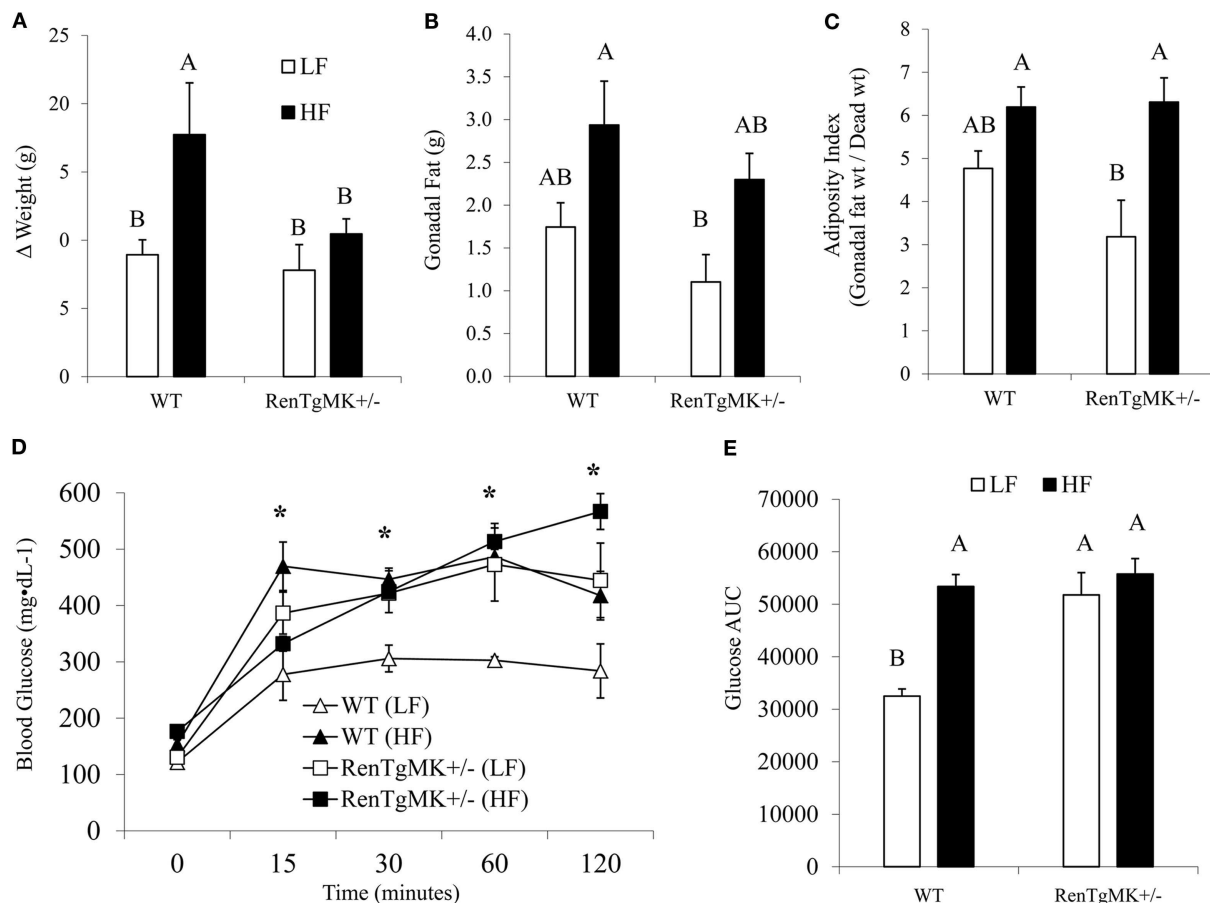 A
Δ Weight (g)
25
20
0
5
0
B
A
B
B
LF
HF
WT
RenTgMK+/-
B
Gonadal Fat (g)
4.0
3.5
3.0
2.5
2.0
1.5
1.0
0.5
0.0
AB
A
B
AB
WT
RenTgMK+/-
C
Adiposity Index
(Gonadal fat wt / Dead wt)
8
7
6
5
4
3
2
1
0
AB
A
B
A
WT
RenTgMK+/-
D
Blood Glucose (mg•dL-1)
600
500
400
300
200
100
0
*
*
*
*
WT (LF)
WT (HF)
RenTgMK+/- (LF)
RenTgMK+/- (HF)
0
15
30
60
120
Time (minutes)
E
Glucose AUC
70000
60000
50000
40000
30000
20000
10000
0
LF
HF
B
A
A
A
WT
RenTgMK+/-